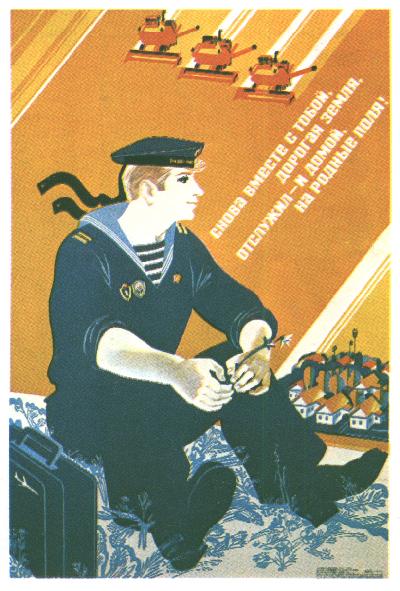 СНОВА ВМЕСТЕ С ТОБОЙ,
ДОРОГАЯ ЗЕМЛЯ,
ОТСЛУЖИЛ–И ДОМОЙ,
НА РОДНЫЕ ПОЛЯ!